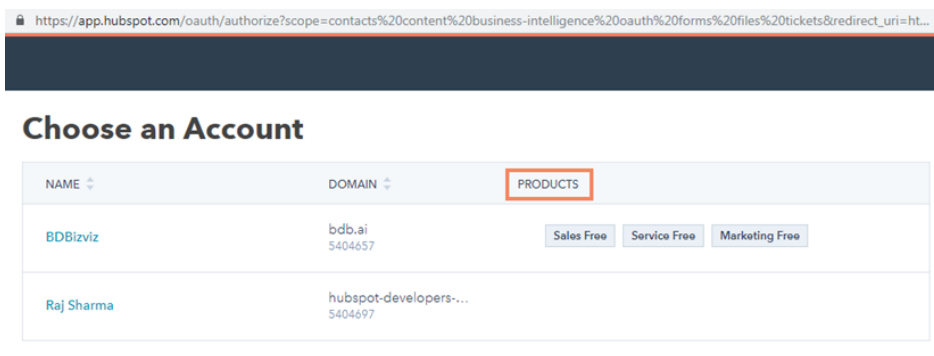 https://app.hubspot.com/oauth/authorize?scope=contacts%20content%20business-intelligence%20oauth%20forms%20files%20tickets&redirect_uri=ht...
Choose an Account
NAME DOMAIN PRODUCTS
BDBizviz bdb.ai Sales Free Service Free Marketing Free
5404657
Raj Sharma hubspot-developers-...
5404697